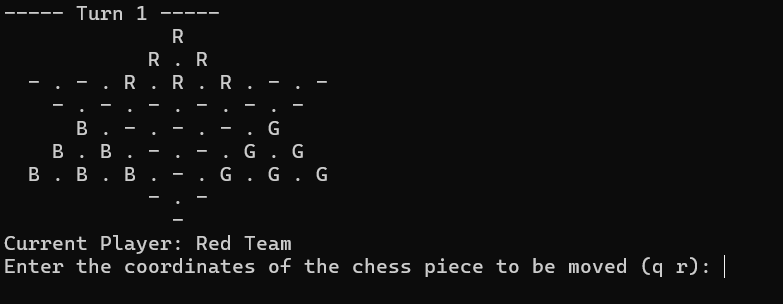 ----- Turn 1 -----
              R
            R . R
  - . - . R . R . R . - . -
    - . - . - . - . - . -
      B . - . - . - . G
    B . B . - . - . G . G
  B . B . B . - . G . G . G
            - . -
              -
Current Player: Red Team
Enter the coordinates of the chess piece to be moved (q r):